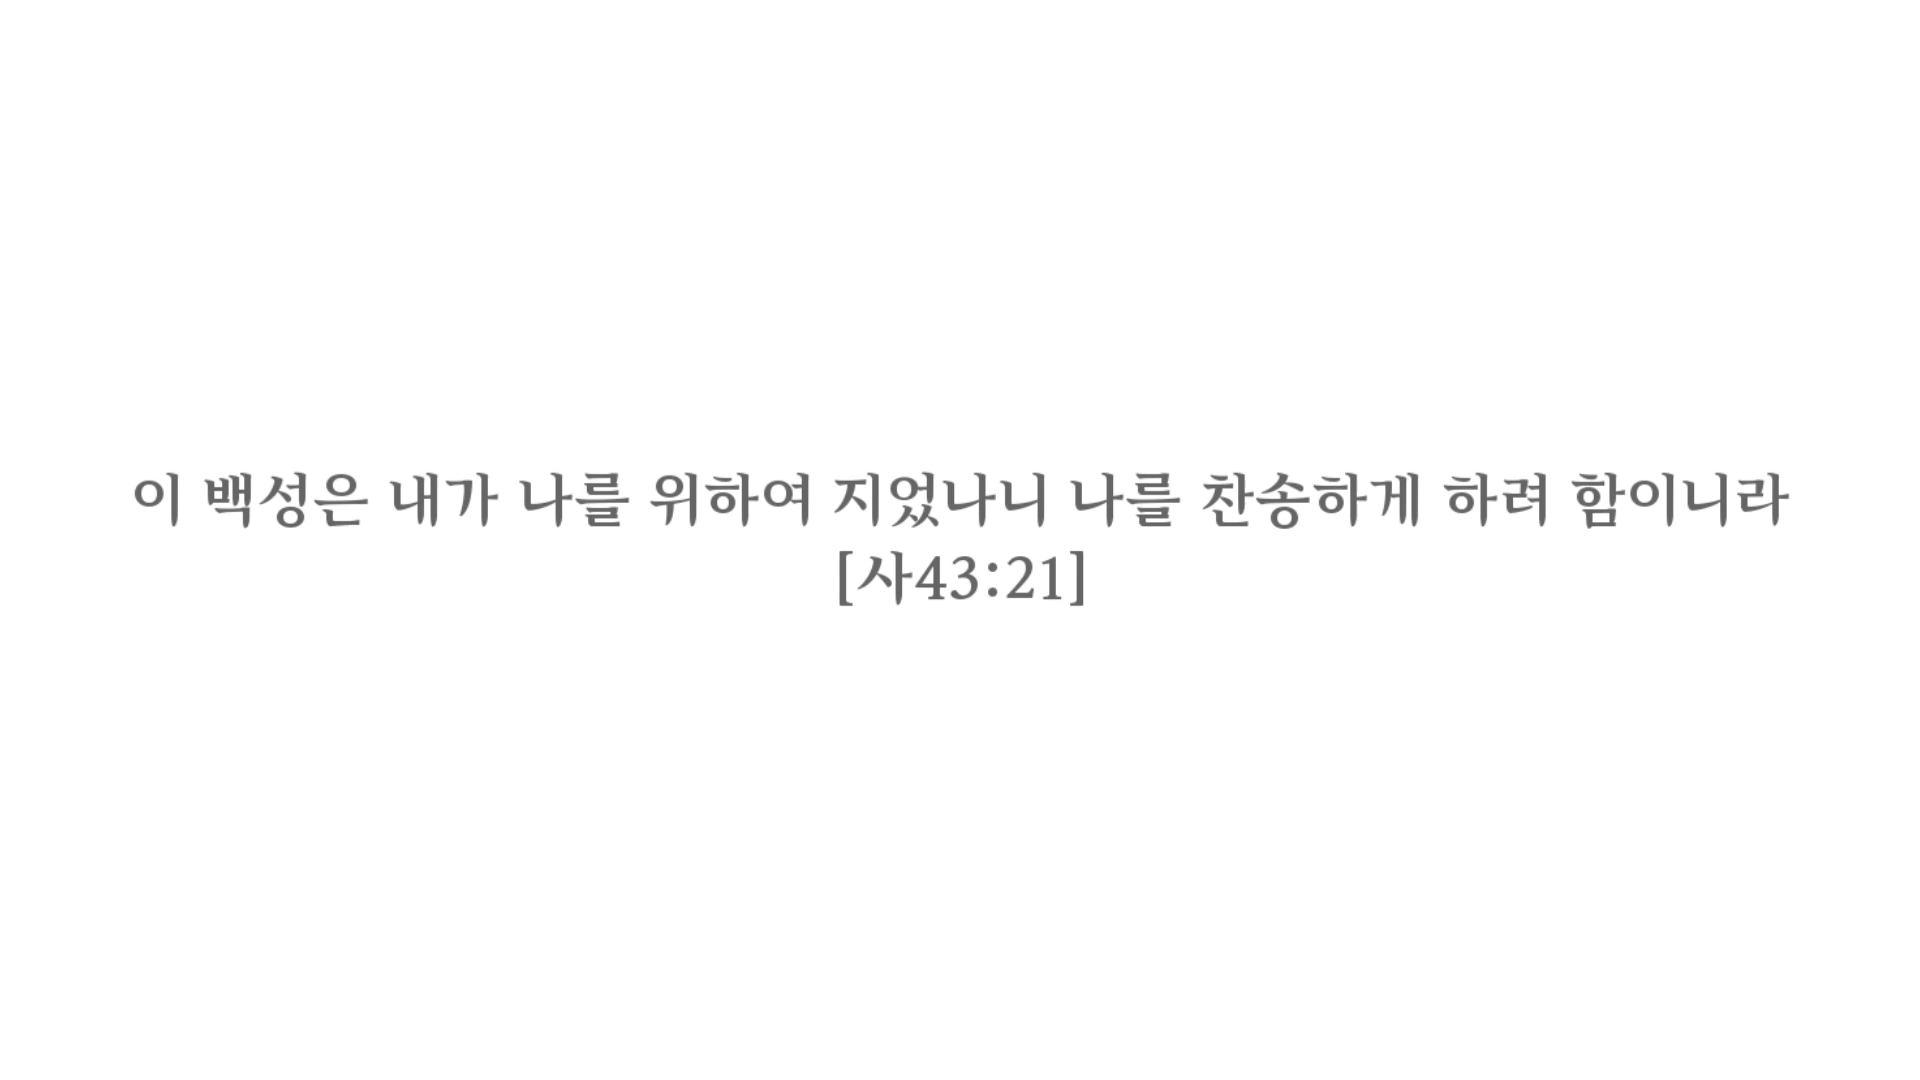 이 백성은 내가 나를 위하여 지었나니 나를 찬송하게 하려 함이니라
[사43:21]